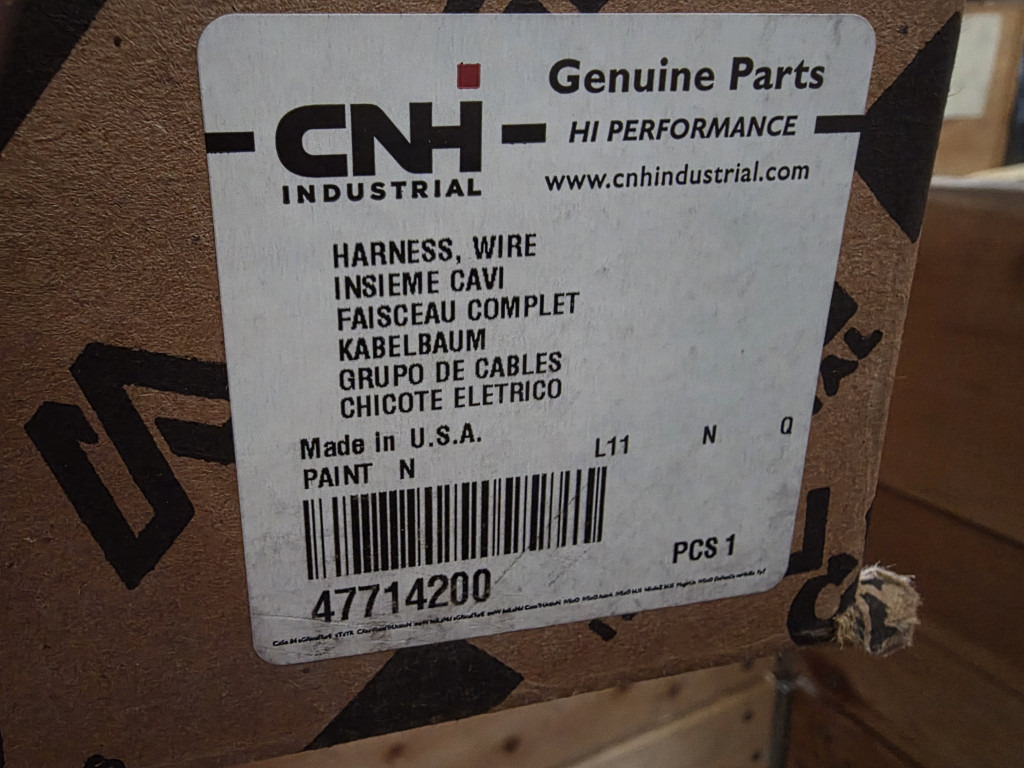 CNH
INDUSTRIAL
Genuine Parts
HI PERFORMANCE
www.cnhindustrial.com
HARNESS, WIRE
INSIEME CAVI
FAISCEAU COMPLET
KABELBAUM
GRUPO DE CABLES
CHICOTE ELETRICO
Made in U.S.A.
PAINT N
L11 N Q
47714200
PCS 1